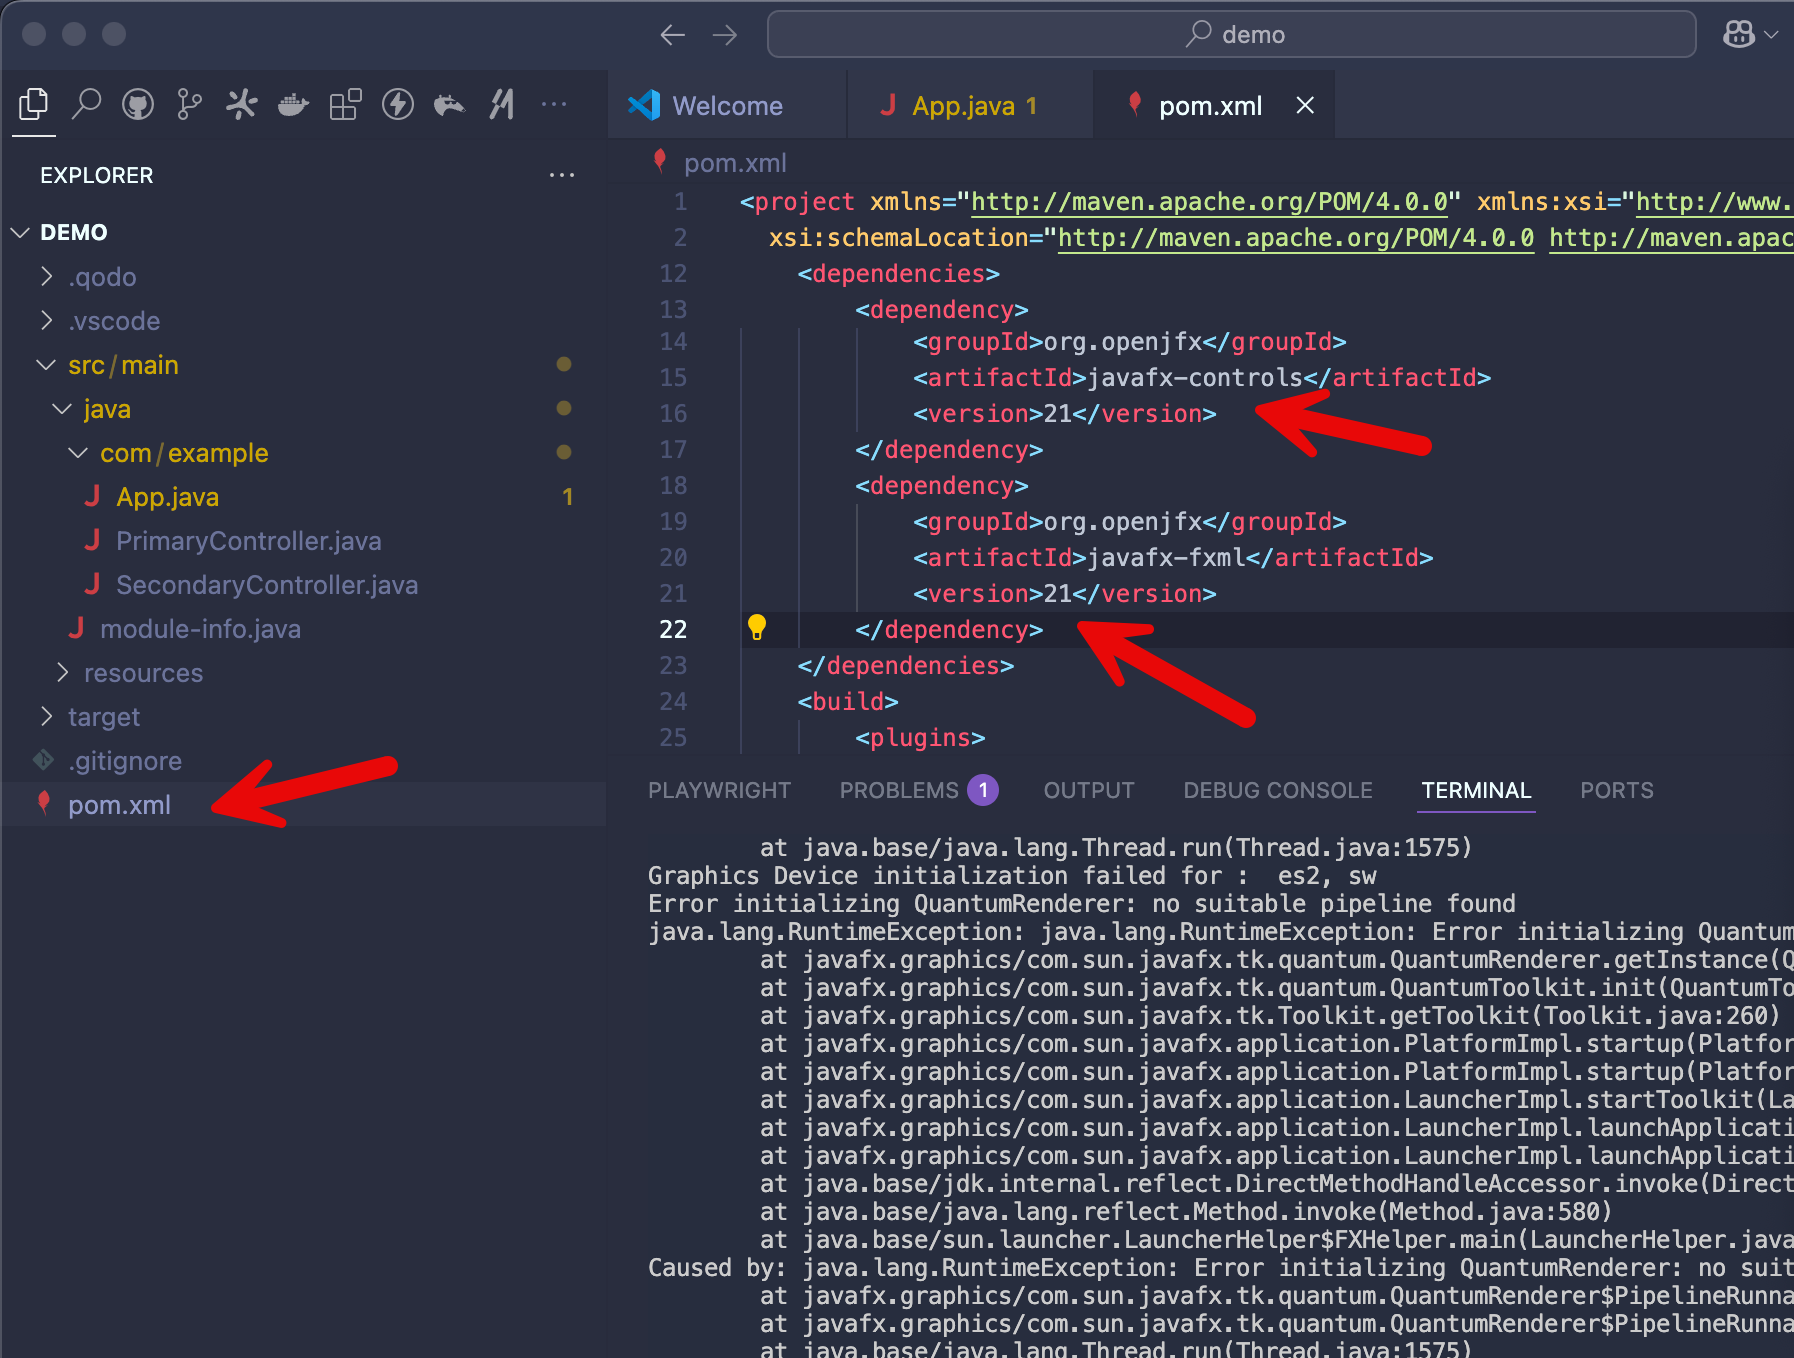 demo
Welcome
App.java 1
pom.xml
EXPLORER
DEMO
.qodo
.vscode
src/main
java
com/example
App.java 1
PrimaryController.java
SecondaryController.java
module-info.java
resources
target
.gitignore
pom.xml
pom.xml
1 <project xmlns="http://maven.apache.org/POM/4.0.0" xmlns:xsi="http://www.
2 xsi:schemaLocation="http://maven.apache.org/POM/4.0.0 http://maven.apac
12 <dependencies>
13 <dependency>
14 <groupId>org.openjfx</groupId>
15 <artifactId>javafx-controls</artifactId>
16 <version>21</version>
17 </dependency>
18 <dependency>
19 <groupId>org.openjfx</groupId>
20 <artifactId>javafx-fxml</artifactId>
21 <version>21</version>
22 </dependency>
23 </dependencies>
24 <build>
25 <plugins>
PLAYWRIGHT PROBLEMS 1 OUTPUT DEBUG CONSOLE TERMINAL PORTS
at java.base/java.lang.Thread.run(Thread.java:1575)
Graphics Device initialization failed for :  es2, sw
Error initializing QuantumRenderer: no suitable pipeline found
java.lang.RuntimeException: java.lang.RuntimeException: Error initializing Quantum
at javafx.graphics/com.sun.javafx.tk.quantum.QuantumRenderer.getInstance(Q
at javafx.graphics/com.sun.javafx.tk.quantum.QuantumToolkit.init(QuantumTo
at javafx.graphics/com.sun.javafx.tk.Toolkit.getToolkit(Toolkit.java:260)
at javafx.graphics/com.sun.javafx.application.PlatformImpl.startup(Platfor
at javafx.graphics/com.sun.javafx.application.PlatformImpl.startup(Platfor
at javafx.graphics/com.sun.javafx.application.LauncherImpl.startToolkit(La
at javafx.graphics/com.sun.javafx.application.LauncherImpl.launchApplicati
at javafx.graphics/com.sun.javafx.application.LauncherImpl.launchApplicati
at java.base/jdk.internal.reflect.DirectMethodHandleAccessor.invoke(Direct
at java.base/java.lang.reflect.Method.invoke(Method.java:580)
at java.base/sun.launcher.LauncherHelper$FXHelper.main(LauncherHelper.java
Caused by: java.lang.RuntimeException: Error initializing QuantumRenderer: no suit
at javafx.graphics/com.sun.javafx.tk.quantum.QuantumRenderer$PipelineRunna
at javafx.graphics/com.sun.javafx.tk.quantum.QuantumRenderer$PipelineRunna
at java.base/java.lang.Thread.run(Thread.java:1575)